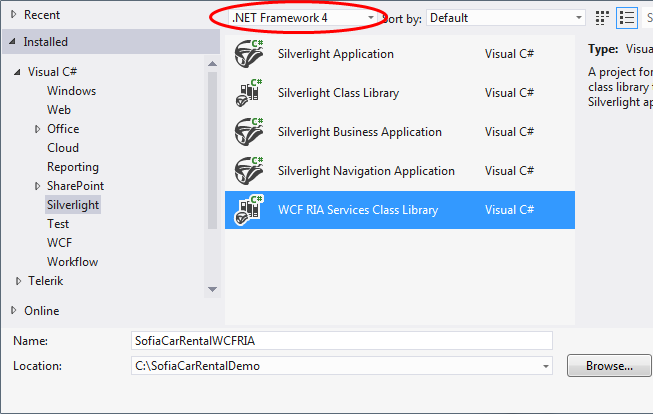 Recent
.NET Framework 4
Sort by:
Default
Installed
Visual C#
Windows
Web
Office
Cloud
Reporting
SharePoint
Silverlight
Test
WCF
Workflow
Telerik
Online
C#
Silverlight Application
Visual C#
C#
Silverlight Class Library
Visual C#
C#
Silverlight Business Application
Visual C#
C#
Silverlight Navigation Application
Visual C#
C#
WCF RIA Services Class Library
Visual C#
S
Type: Visua
A project for
class library
Silverlight ap
Name:
SofiaCarRentalWCFRIA
Location:
C:\SofiaCarRentalDemo
Browse...